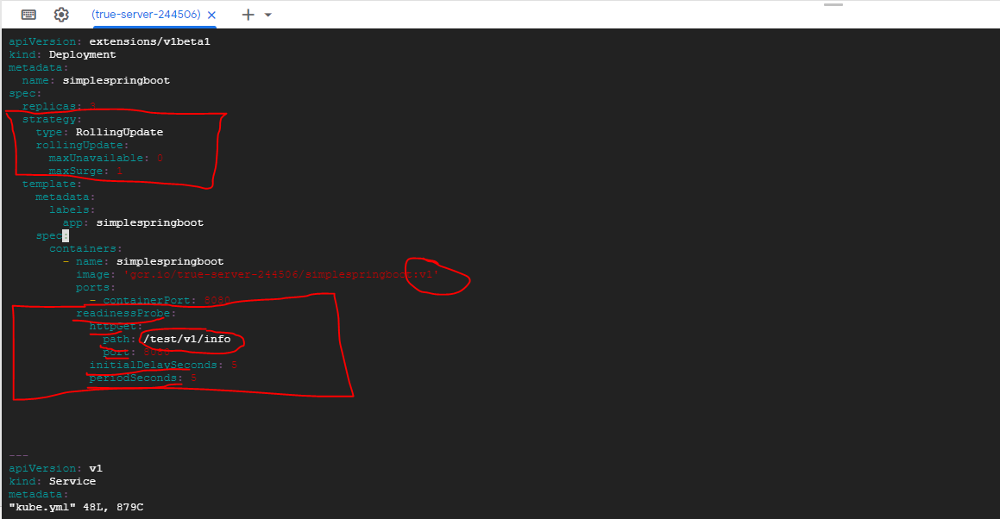 (true-server-244506)
apiVersion: extensions/v1beta1
kind: Deployment
metadata:
  name: simplespringboot
spec:
  replicas: 3
  strategy:
    type: RollingUpdate
    rollingUpdate:
      maxUnavailable: 0
      maxSurge: 1
  template:
    metadata:
      labels:
        app: simplespringboot
    spec:
      containers:
        - name: simplespringboot
          image: 'gcr.io/true-server-244506/simplespringboot:v1'
          ports:
            - containerPort: 8080
          readinessProbe:
            httpGet:
              path: /test/v1/info
              port: 8080
            initialDelaySeconds: 5
            periodSeconds: 5
---
apiVersion: v1
kind: Service
metadata:
"kube.yml" 48L, 879C